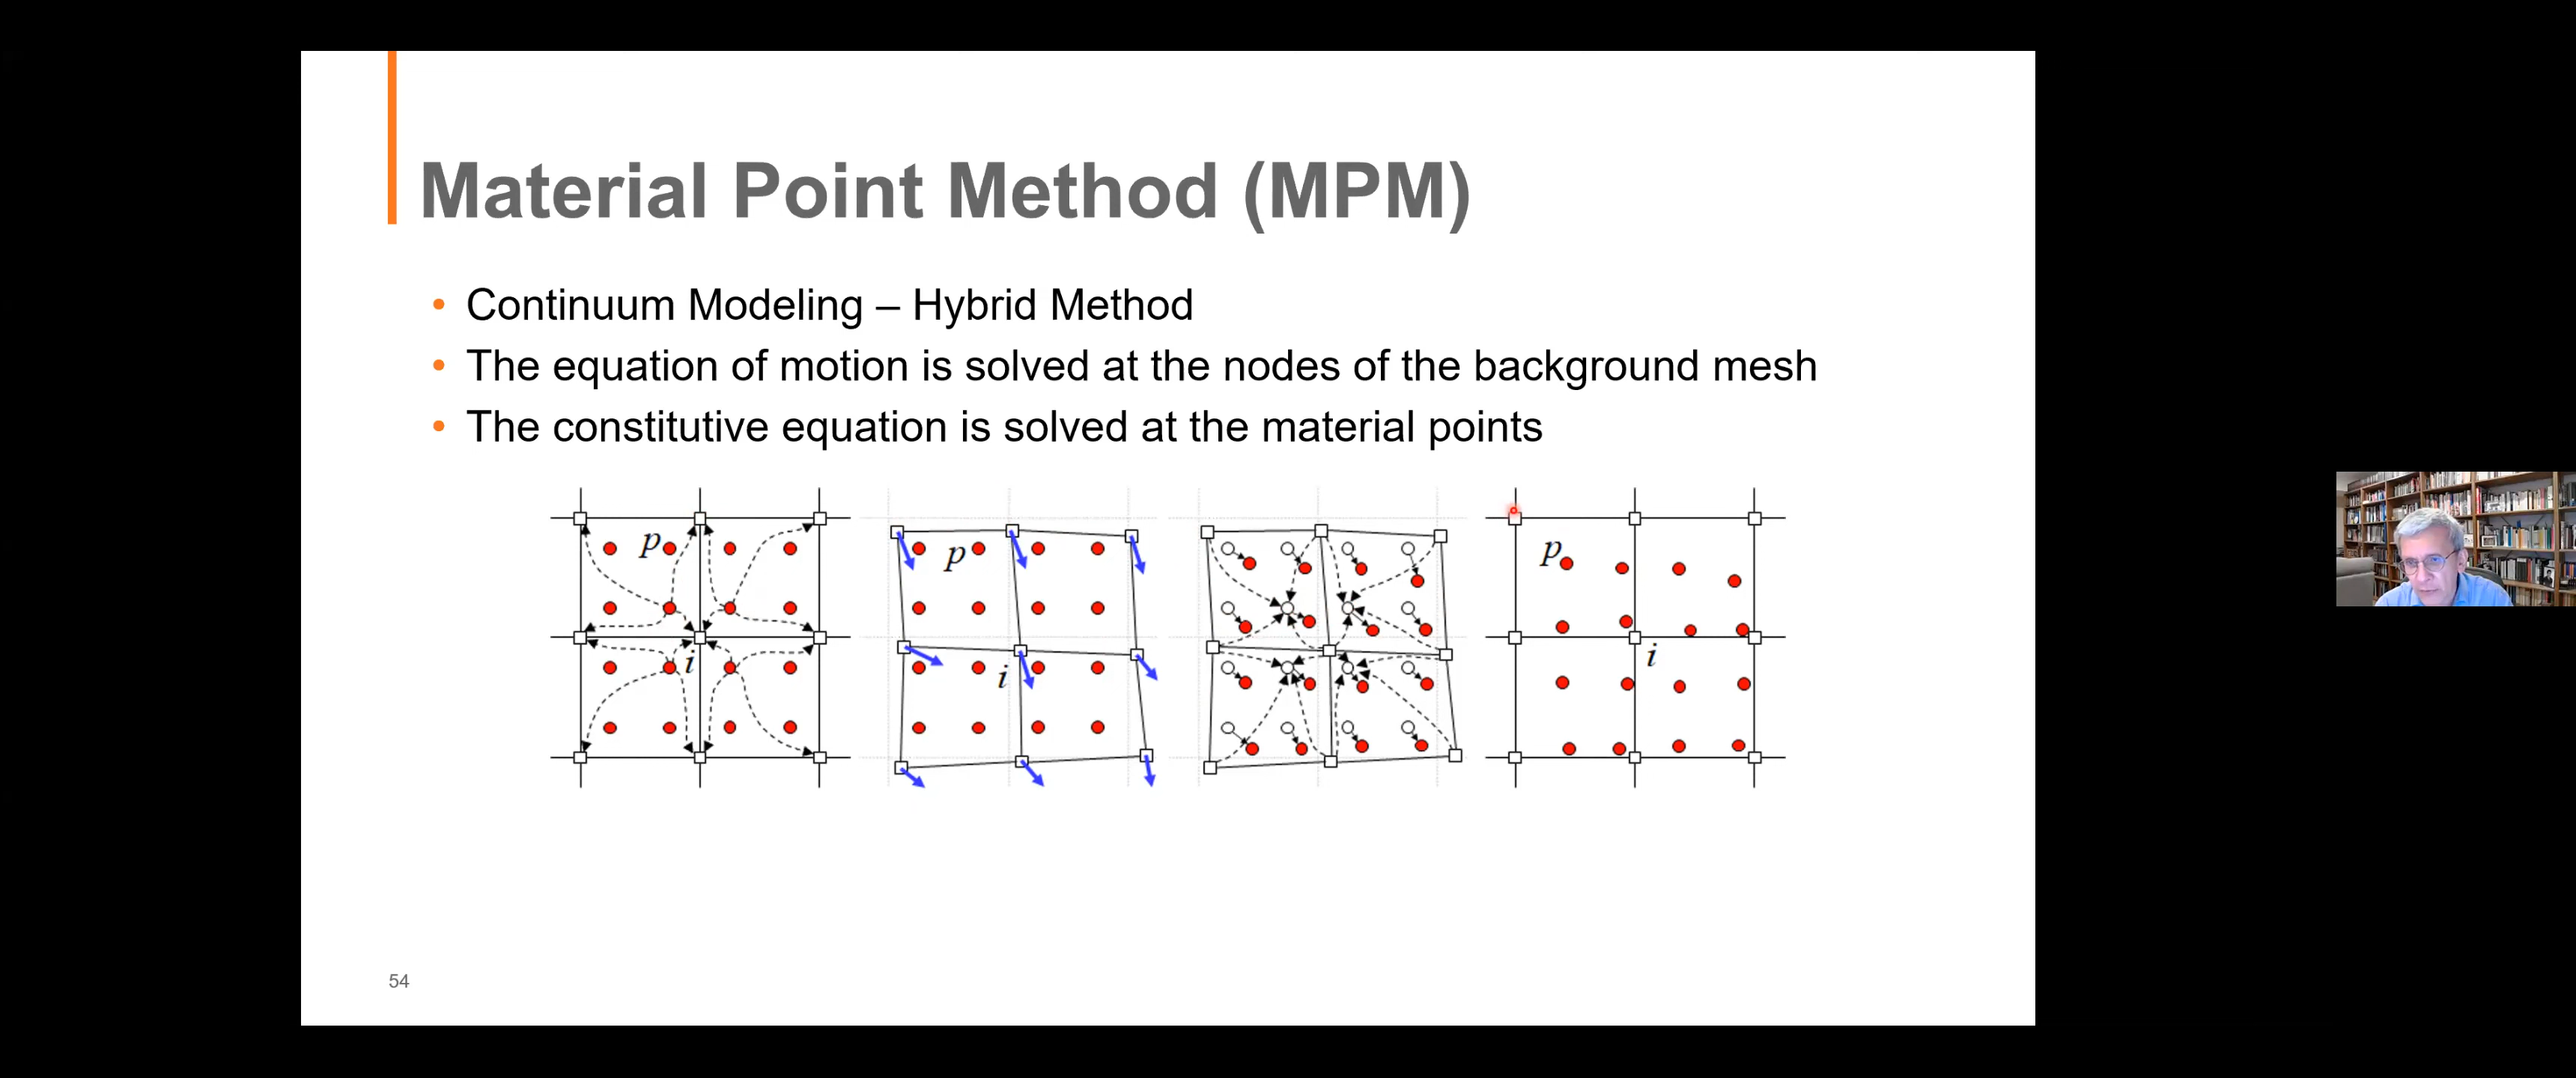 Material Point Method (MPM)
• Continuum Modeling – Hybrid Method
• The equation of motion is solved at the nodes of the background mesh
• The constitutive equation is solved at the material points
p
i
p
i
p
i
54